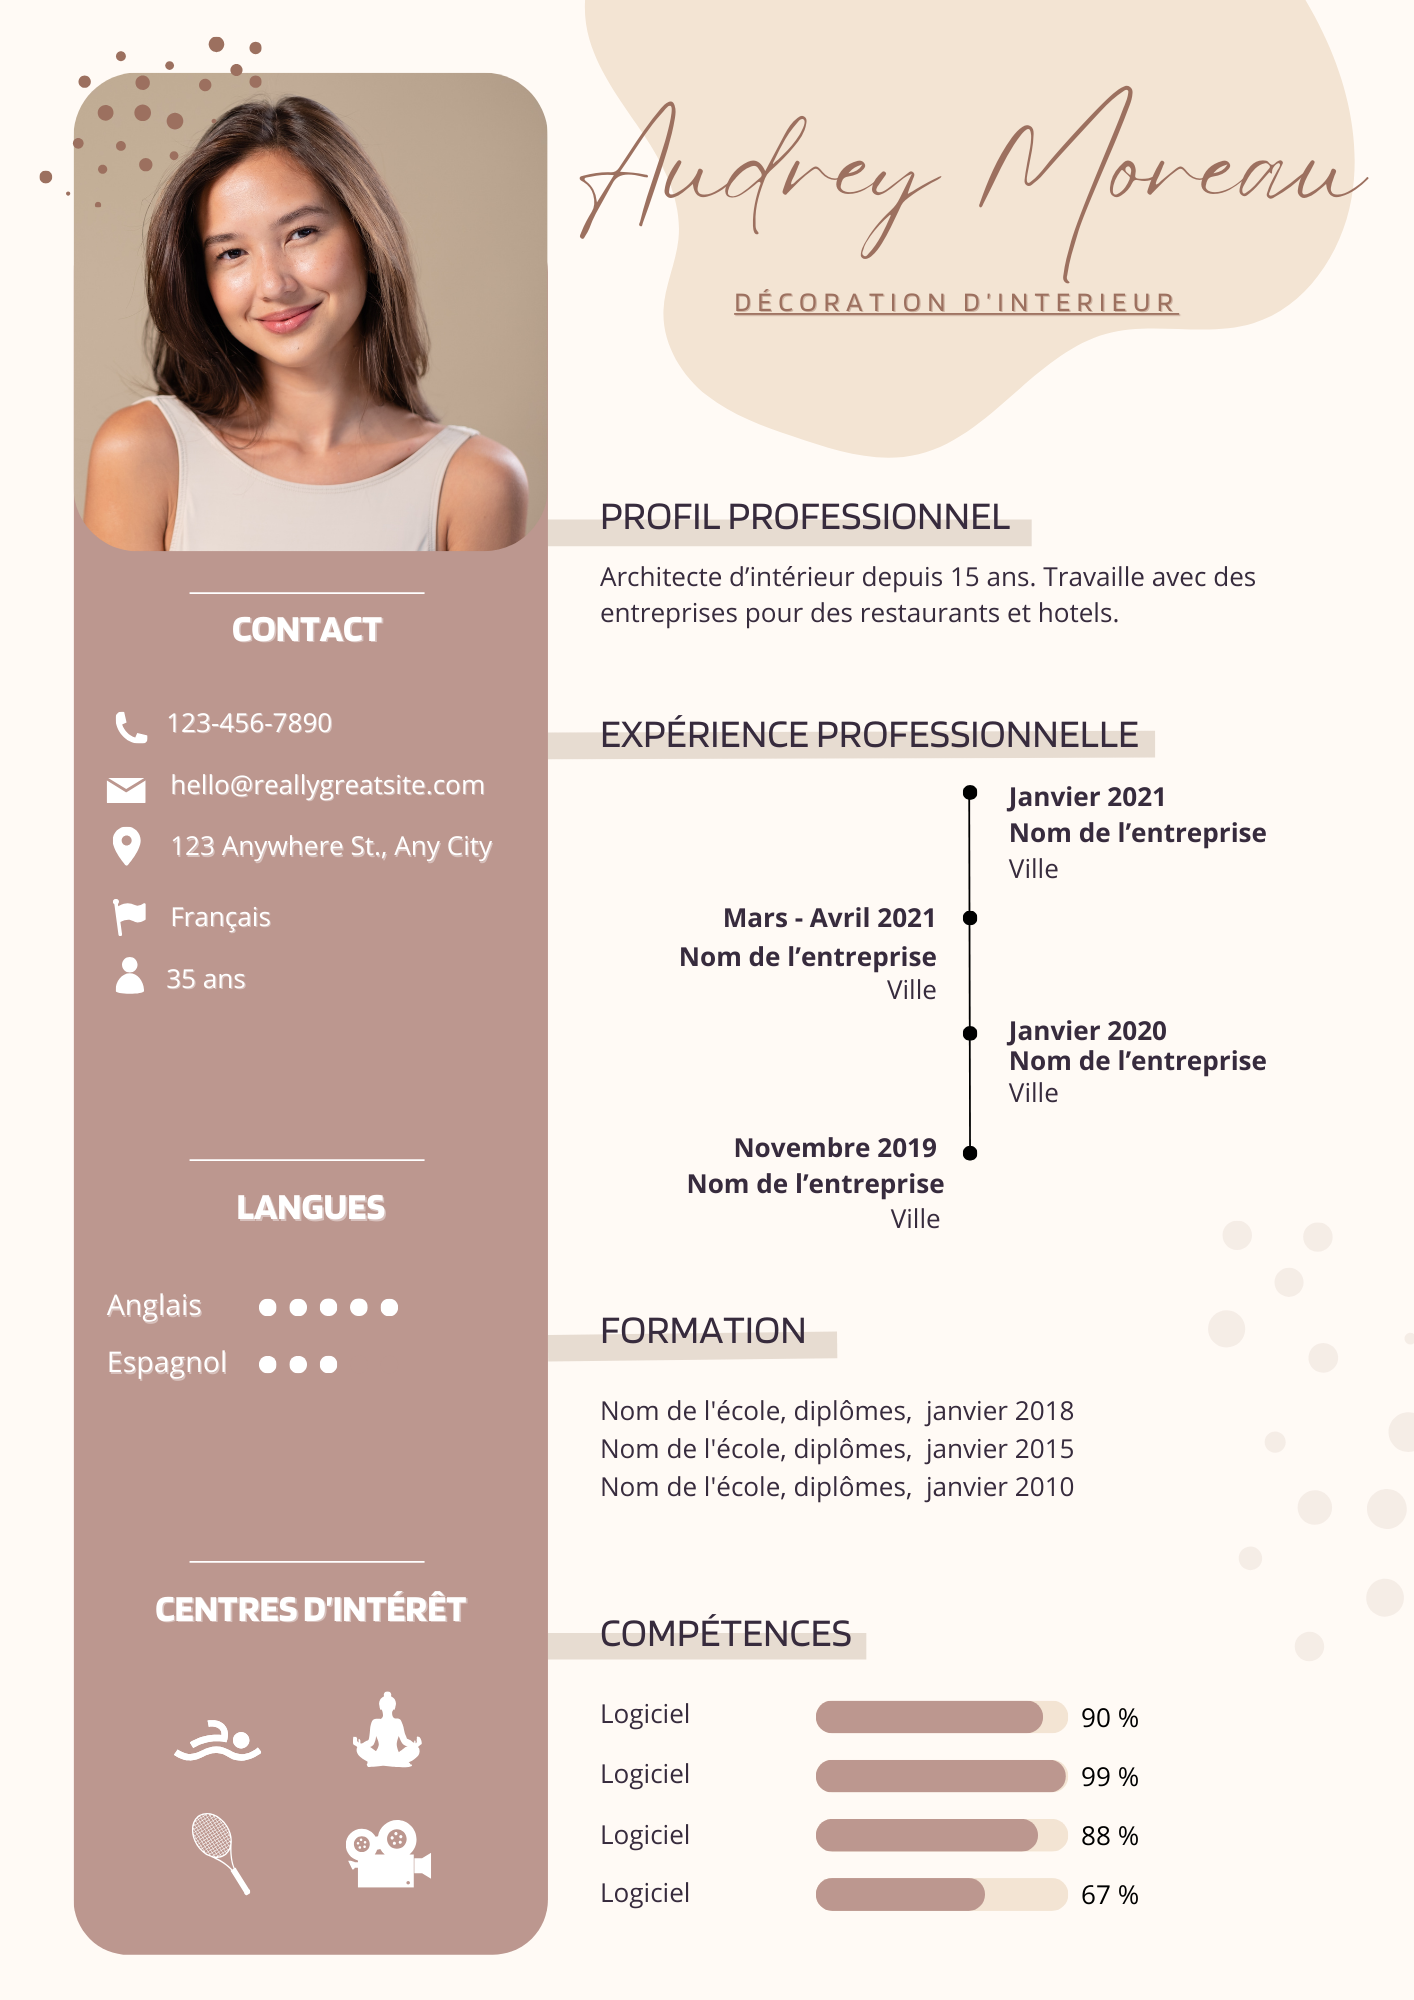 Audrey Moreau
DÉCORATION D'INTERIEUR
CONTACT
123-456-7890
hello@reallygreatsite.com
123 Anywhere St., Any City
Français
35 ans
LANGUES
Anglais
Espagnol
CENTRES D'INTÉRÊT
PROFIL PROFESSIONNEL
Architecte d’intérieur depuis 15 ans. Travaille avec des
entreprises pour des restaurants et hotels.
EXPÉRIENCE PROFESSIONNELLE
Janvier 2021
Nom de l’entreprise
Ville
Mars - Avril 2021
Nom de l’entreprise
Ville
Janvier 2020
Nom de l’entreprise
Ville
Novembre 2019
Nom de l’entreprise
Ville
FORMATION
Nom de l'école, diplômes, janvier 2018
Nom de l'école, diplômes, janvier 2015
Nom de l'école, diplômes, janvier 2010
COMPÉTENCES
Logiciel 90 %
Logiciel 99 %
Logiciel 88 %
Logiciel 67 %